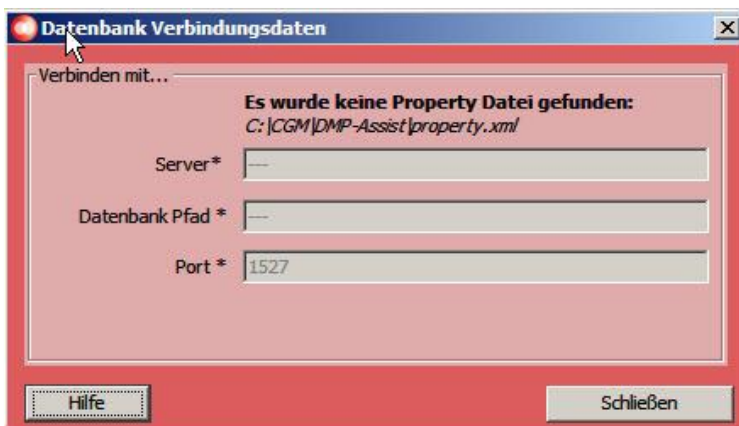 Datenbank Verbindungsdaten
Verbinden mit...
Es wurde keine Property Datei gefunden:
C:\CGM\DMP-Assist\property.xml
Server* ---
Datenbank Pfad * ---
Port * 1527
Hilfe Schließen